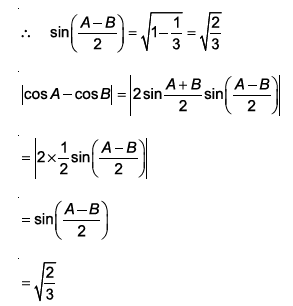 ∴ sin((A−B)/2) = √(1−1/3) = √(2/3)
|cos A − cos B| = |2 sin (A+B)/2 sin((A−B)/2)|
= |2 × 1/2 sin((A−B)/2)|
= sin((A−B)/2)
= √(2/3)